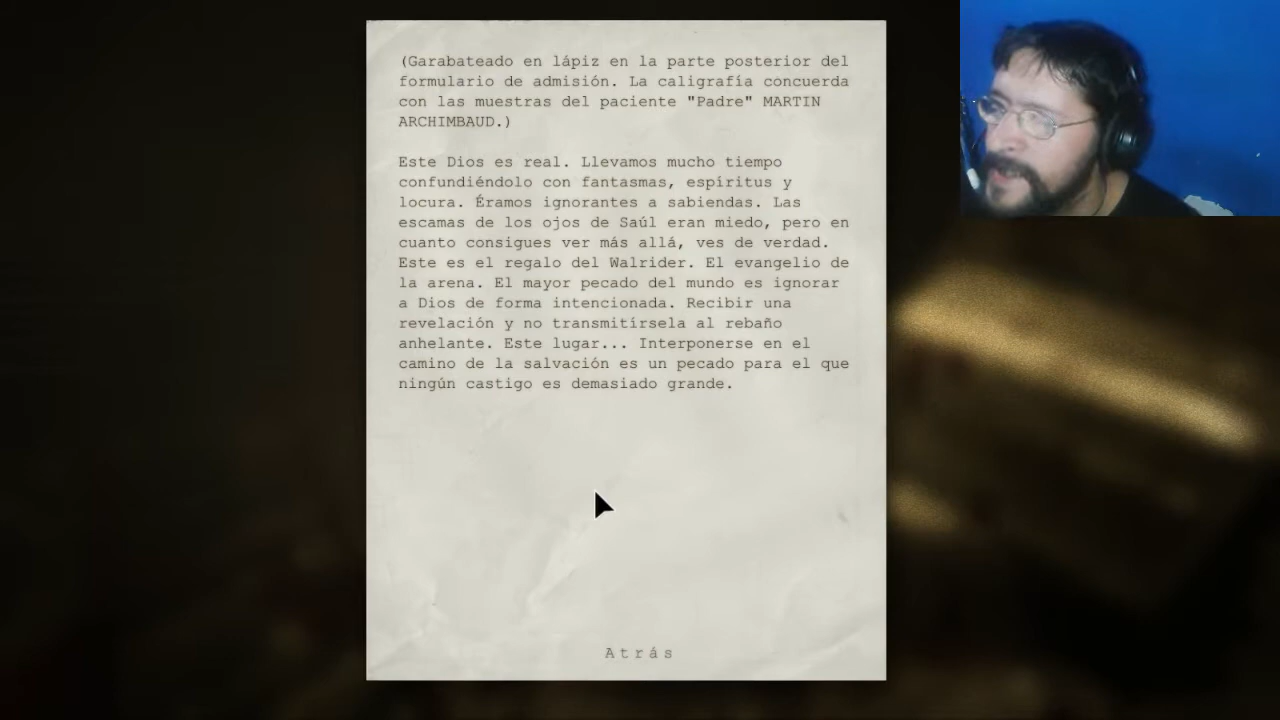 (Garabateado en lápiz en la parte posterior del
formulario de admisión. La caligrafía concuerda
con las muestras del paciente "Padre" MARTIN
ARCHIMBAUD.)
Este Dios es real. Llevamos mucho tiempo
confundiéndolo con fantasmas, espíritus y
locura. Éramos ignorantes a sabiendas. Las
escamas de los ojos de Saúl eran miedo, pero en
cuanto consigues ver más allá, ves de verdad.
Este es el regalo del Walrider. El evangelio de
la arena. El mayor pecado del mundo es ignorar
a Dios de forma intencionada. Recibir una
revelación y no transmitírsela al rebaño
anhelante. Este lugar... Interponerse en el
camino de la salvación es un pecado para el que
ningún castigo es demasiado grande.
Atrás